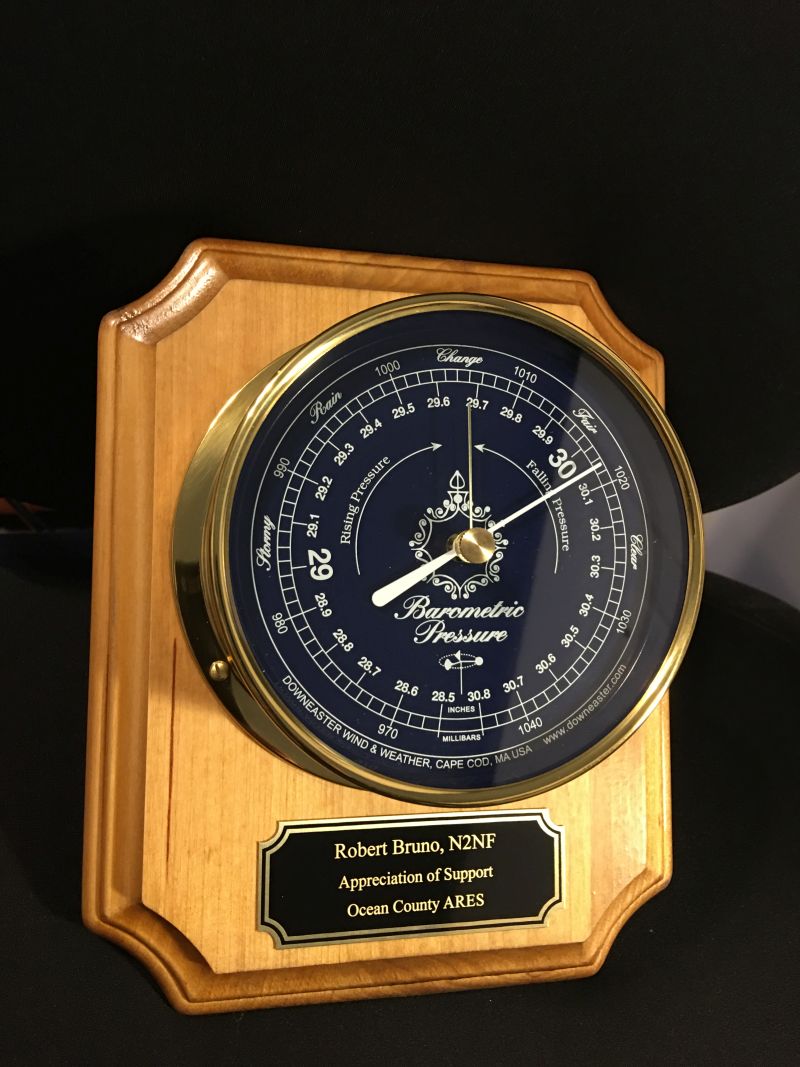 Change
1000
1010
Rain
Fair
990
1020
Stormy
Clear
980
1030
970
1040
29.6
29.7
29.5
29.8
29.4
29.9
29.3
30
29.2
30.1
29.1
30.2
29
30.3
28.9
30.4
28.8
30.5
28.7
30.6
28.6
30.7
28.5
30.8
Rising Pressure
Falling Pressure
Barometric
Pressure
INCHES
MILLIBARS
DOWNEASTER WIND & WEATHER, CAPE COD, MA USA
www.downeaster.com
Robert Bruno, N2NF
Appreciation of Support
Ocean County ARES